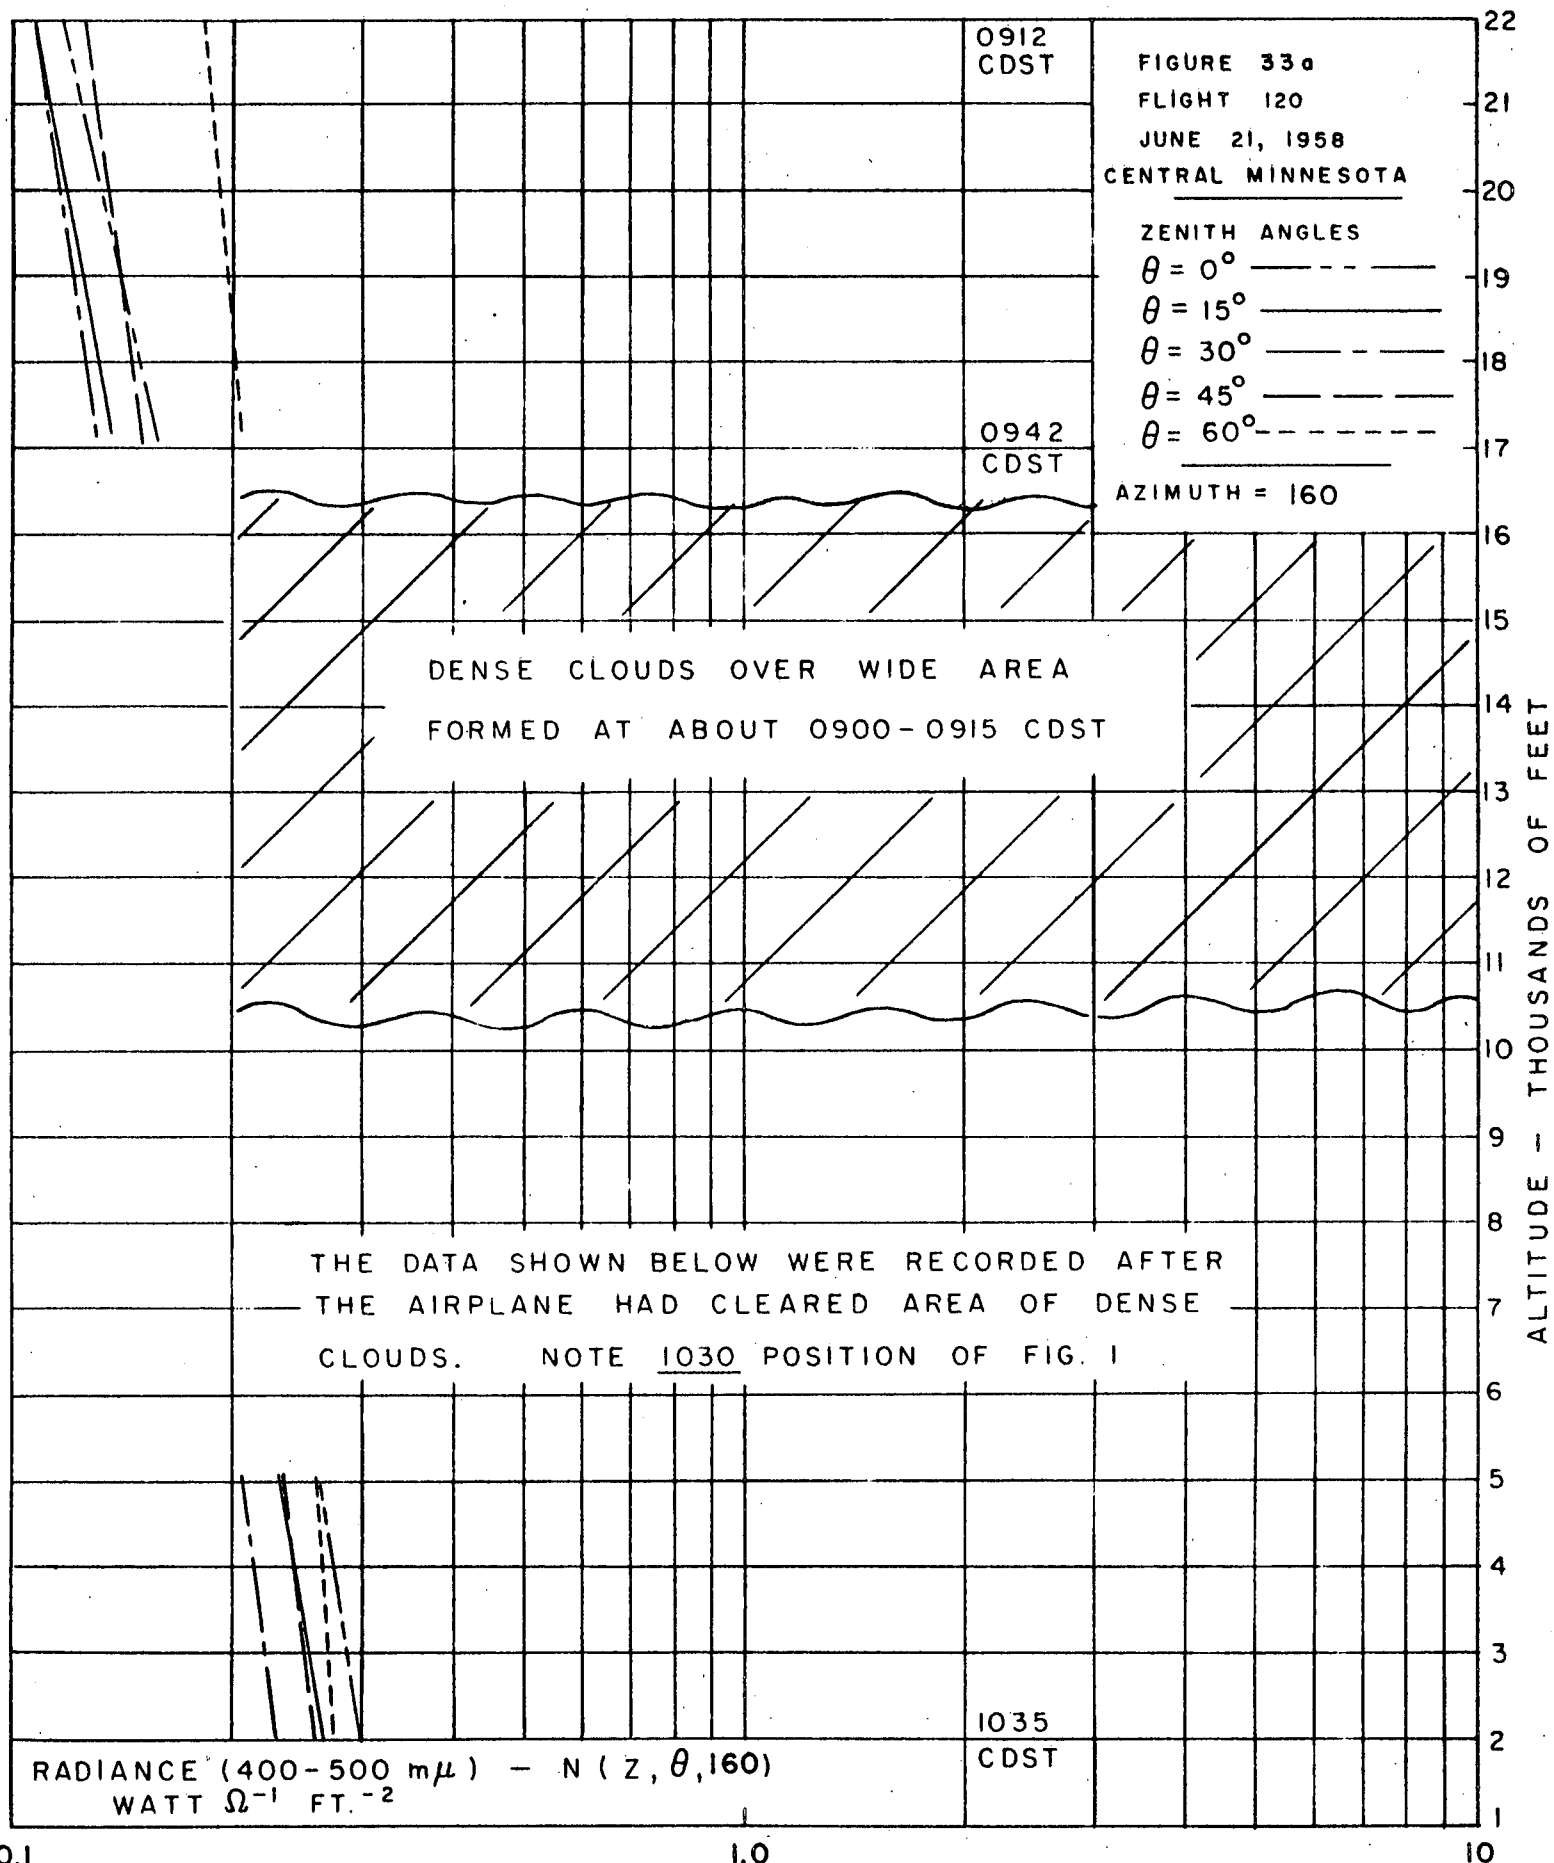 0912
CDST
FIGURE 33a
FLIGHT 120
JUNE 21, 1958
CENTRAL MINNESOTA
ZENITH ANGLES
θ = 0°
θ = 15°
θ = 30°
θ = 45°
θ = 60°
AZIMUTH = 160
0942
CDST
DENSE CLOUDS OVER WIDE AREA
FORMED AT ABOUT 0900-0915 CDST
THE DATA SHOWN BELOW WERE RECORDED AFTER
THE AIRPLANE HAD CLEARED AREA OF DENSE
CLOUDS. NOTE 1030 POSITION OF FIG. 1
1035
CDST
RADIANCE (400-500 mμ) - N ( Z, θ, 160)
WATT Ω⁻¹ FT.⁻²
22
21
20
19
18
17
16
15
14
13
12
11
10
9
8
7
6
5
4
3
2
1
ALTITUDE - THOUSANDS OF FEET
0.1
1.0
10